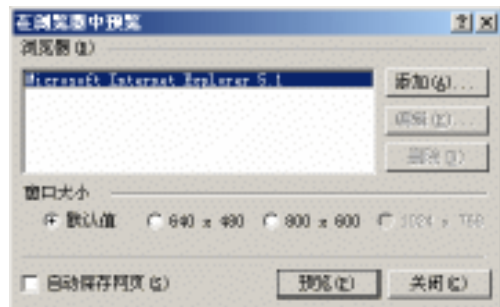 在浏览器中预览
浏览器(B)
Microsoft Internet Explorer 5.1
添加(A)...
编辑(E)...
删除(D)
窗口大小
默认值 640 x 480 800 x 600 1024 x 768
自动保存网页(S)
预览(P) 关闭(C)